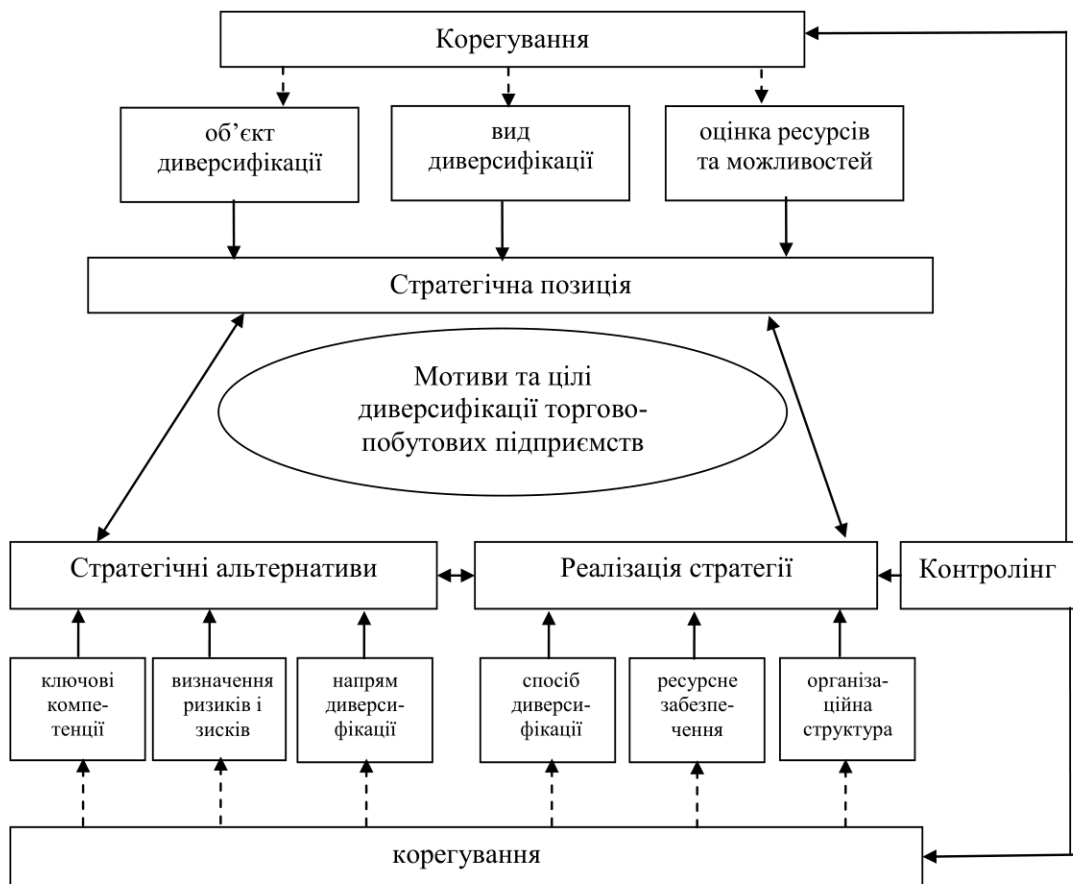 Корегування
об’єкт
диверсифікації
вид
диверсифікації
оцінка ресурсів
та можливостей
Стратегічна позиція
Мотиви та цілі
диверсифікації торгово-
побутових підприємств
Стратегічні альтернативи
Реалізація стратегії
Контролінг
ключові
компе-
тенції
визначення
ризиків і
зисків
напрям
диверси-
фікації
спосіб
диверси-
фікації
ресурсне
забезпе-
чення
організа-
ційна
структура
корегування